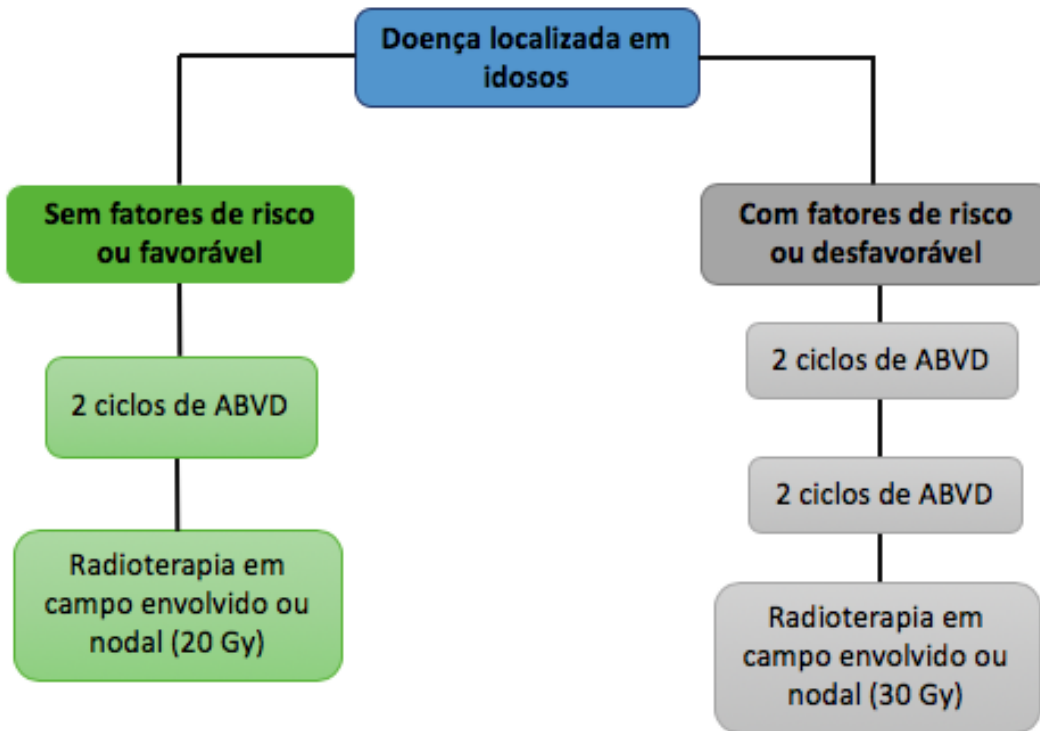 Doença localizada em
idosos
Sem fatores de risco
ou favorável
2 ciclos de ABVD
Radioterapia em
campo envolvido ou
nodal (20 Gy)
Com fatores de risco
ou desfavorável
2 ciclos de ABVD
2 ciclos de ABVD
Radioterapia em
campo envolvido ou
nodal (30 Gy)